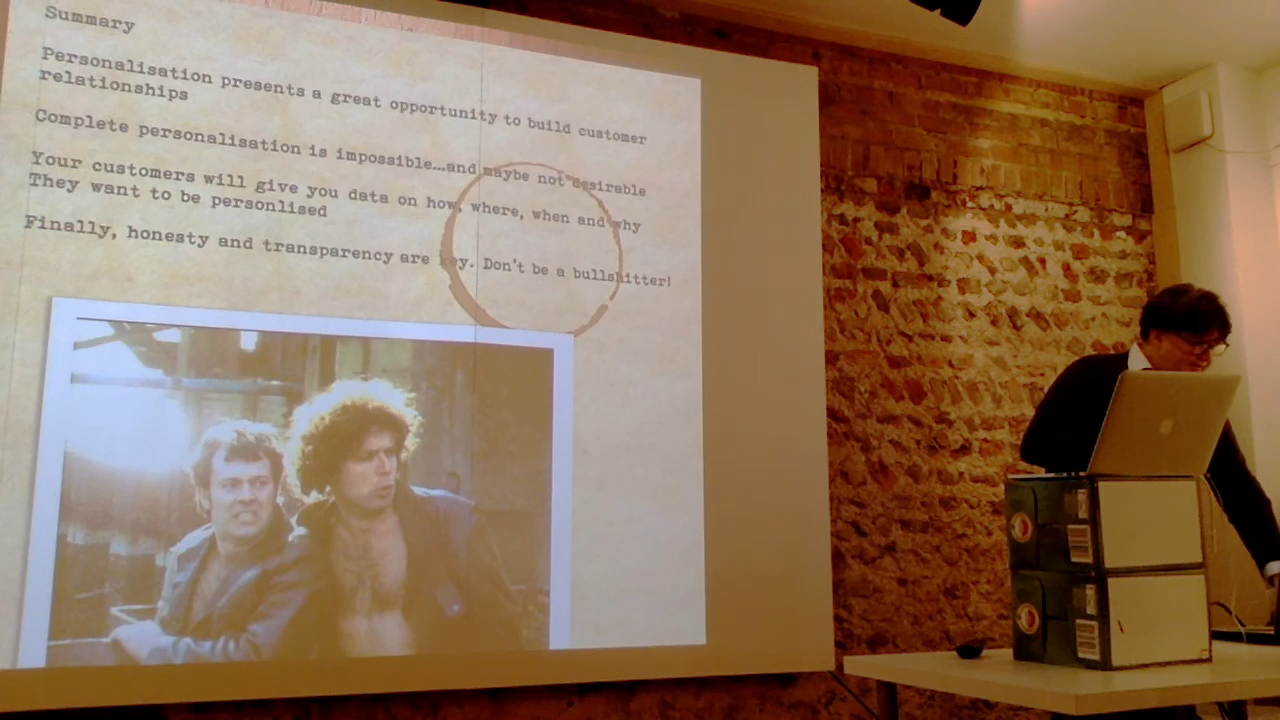 Summary
Personalisation presents a great opportunity to build customer
relationships
Complete personalisation is impossible...and maybe not desirable
Your customers will give you data on how, where, when and why
They want to be personlised
Finally, honesty and transparency are key. Don't be a bullshitter!